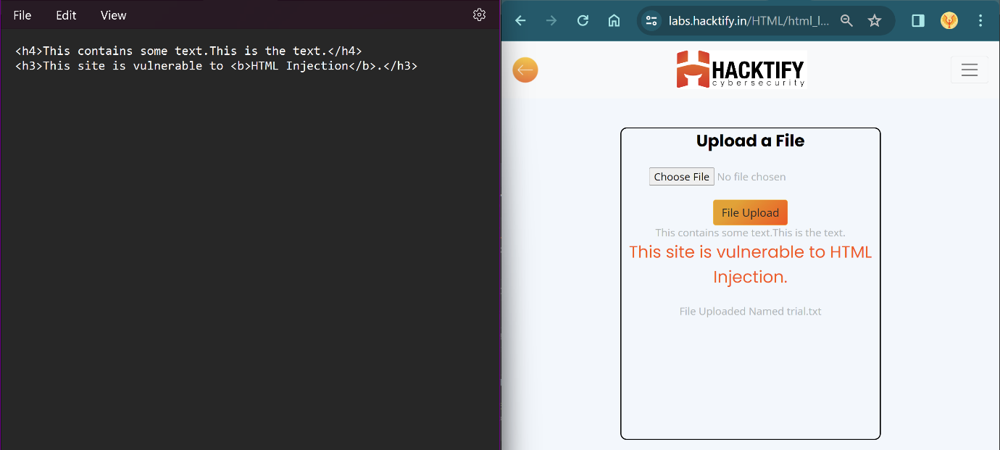 File Edit View
<h4>This contains some text.This is the text.</h4>
<h3>This site is vulnerable to <b>HTML Injection</b>.</h3>
labs.hacktify.in/HTML/html_l...
HACKTIFY
cybersecurity
Upload a File
Choose File No file chosen
File Upload
This contains some text.This is the text.
This site is vulnerable to HTML
Injection.
File Uploaded Named trial.txt